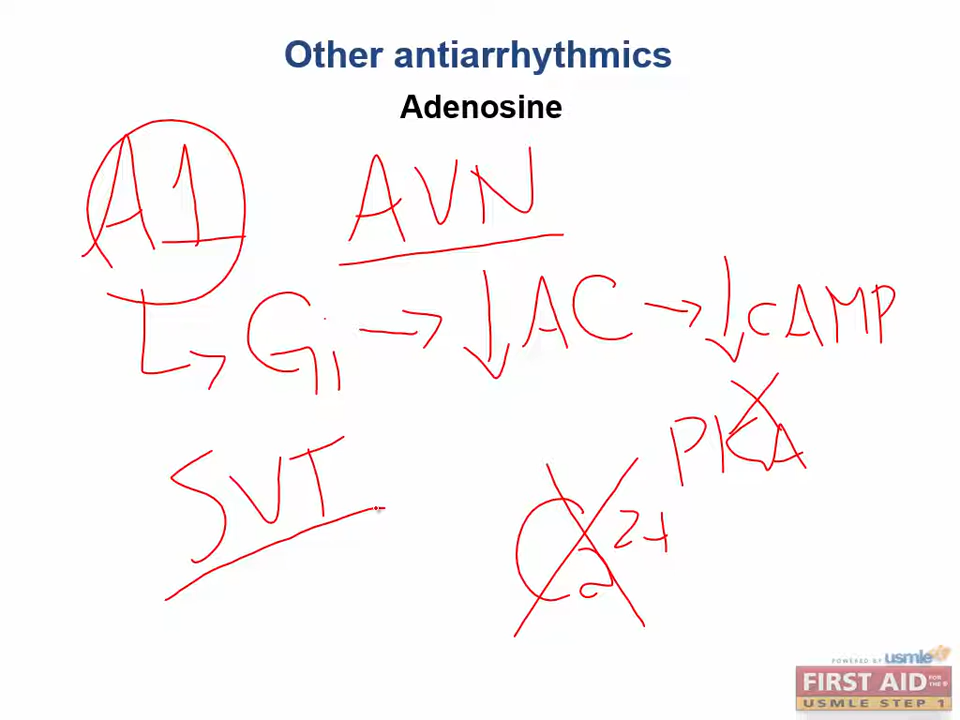 Other antiarrhythmics
Adenosine
A1 AVN
↳ Gi → ↓AC → ↓cAMP
PKA
SVT
Ca2+
POWERED BY usmle
FIRST AID FOR THE®
USMLE STEP 1